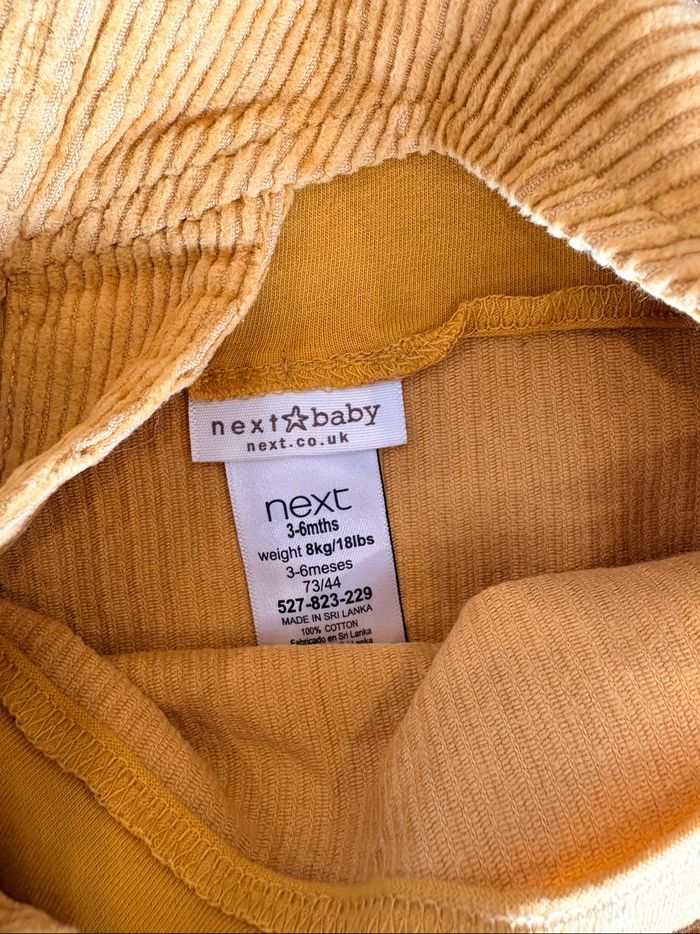 next☆baby
next.co.uk
next
3-6mths
weight 8kg/18lbs
3-6meses
73/44
527-823-229
MADE IN SRI LANKA
100% COTTON
Fabricado en Sri Lanka